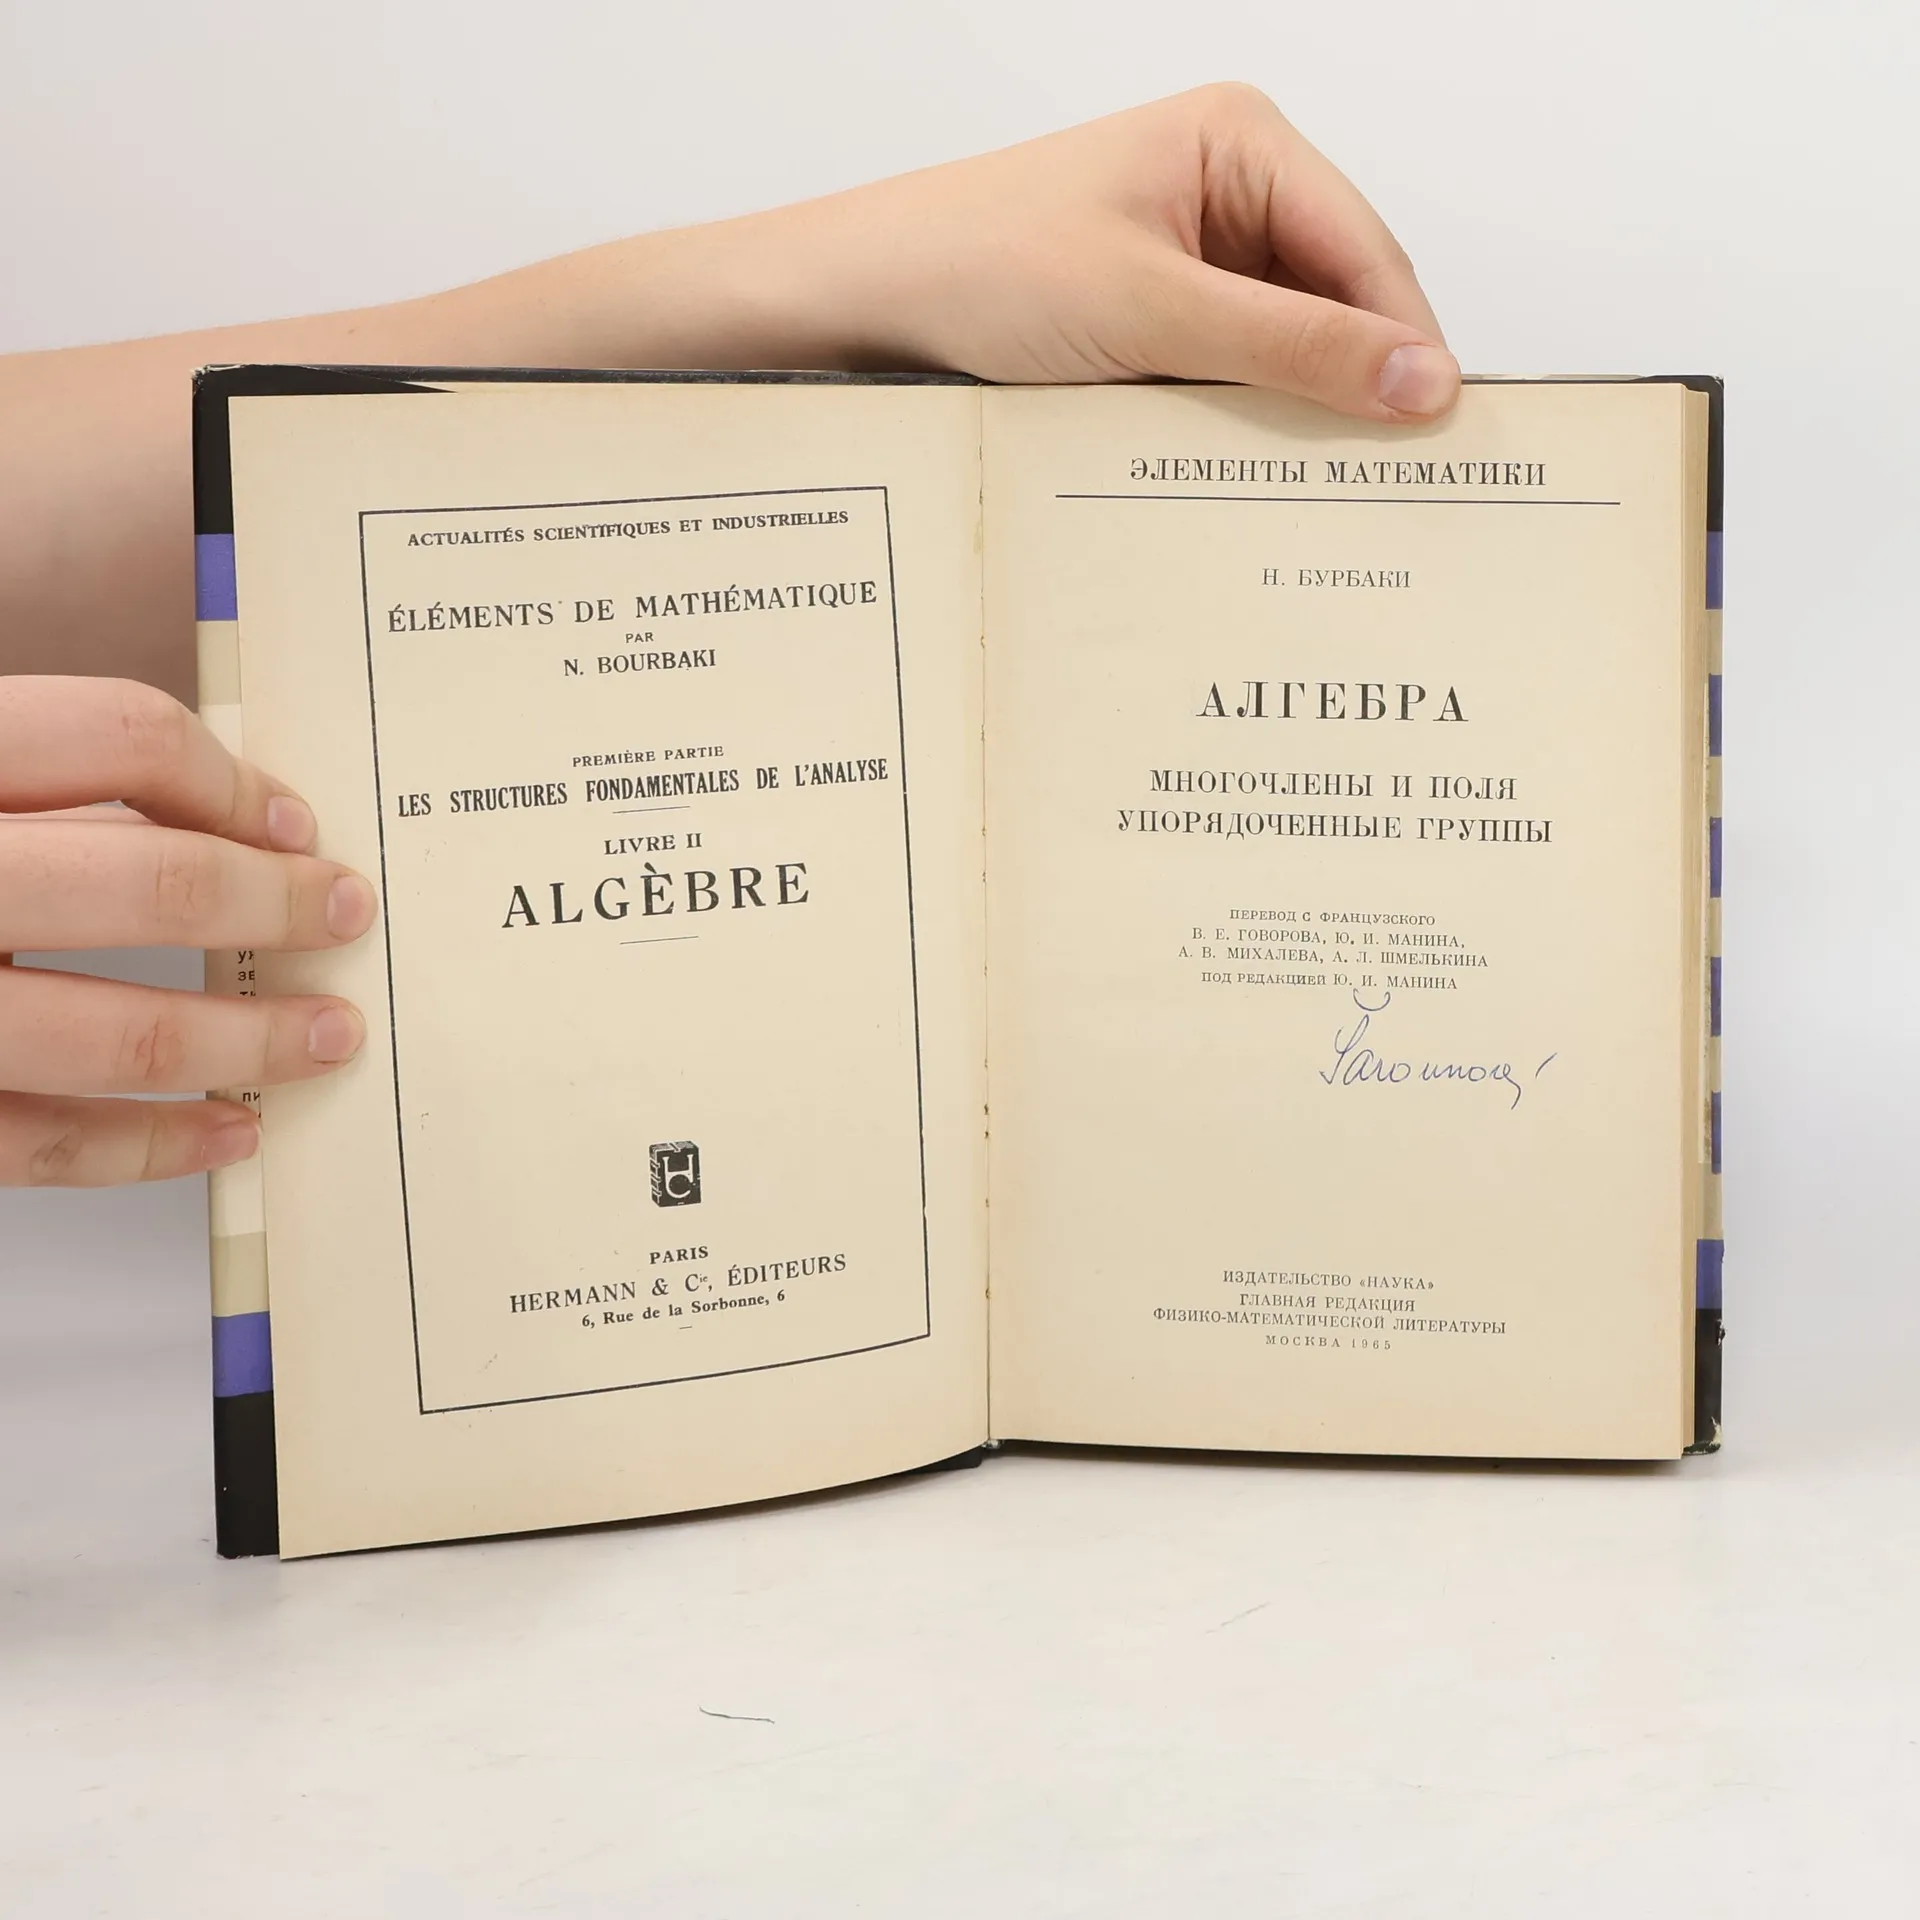 ACTUALITÉS SCIENTIFIQUES ET INDUSTRIELLES
ÉLÉMENTS DE MATHÉMATIQUE
PAR
N. BOURBAKI
PREMIÈRE PARTIE
LES STRUCTURES FONDAMENTALES DE L'ANALYSE
LIVRE II
ALGÈBRE
PARIS
HERMANN & Cie, ÉDITEURS
6, Rue de la Sorbonne, 6
ЭЛЕМЕНТЫ МАТЕМАТИКИ
Н. БУРБАКИ
АЛГЕБРА
МНОГОЧЛЕНЫ И ПОЛЯ
УПОРЯДОЧЕННЫЕ ГРУППЫ
ПЕРЕВОД С ФРАНЦУЗСКОГО
В. Е. ГОВОРОВА, Ю. И. МАНИНА,
А. В. МИХАЛЕВА, А. Л. ШМЕЛЬКИНА
ПОД РЕДАКЦИЕЙ Ю. И. МАНИНА
ИЗДАТЕЛЬСТВО «НАУКА»
ГЛАВНАЯ РЕДАКЦИЯ
ФИЗИКО-МАТЕМАТИЧЕСКОЙ ЛИТЕРАТУРЫ
МОСКВА 1965